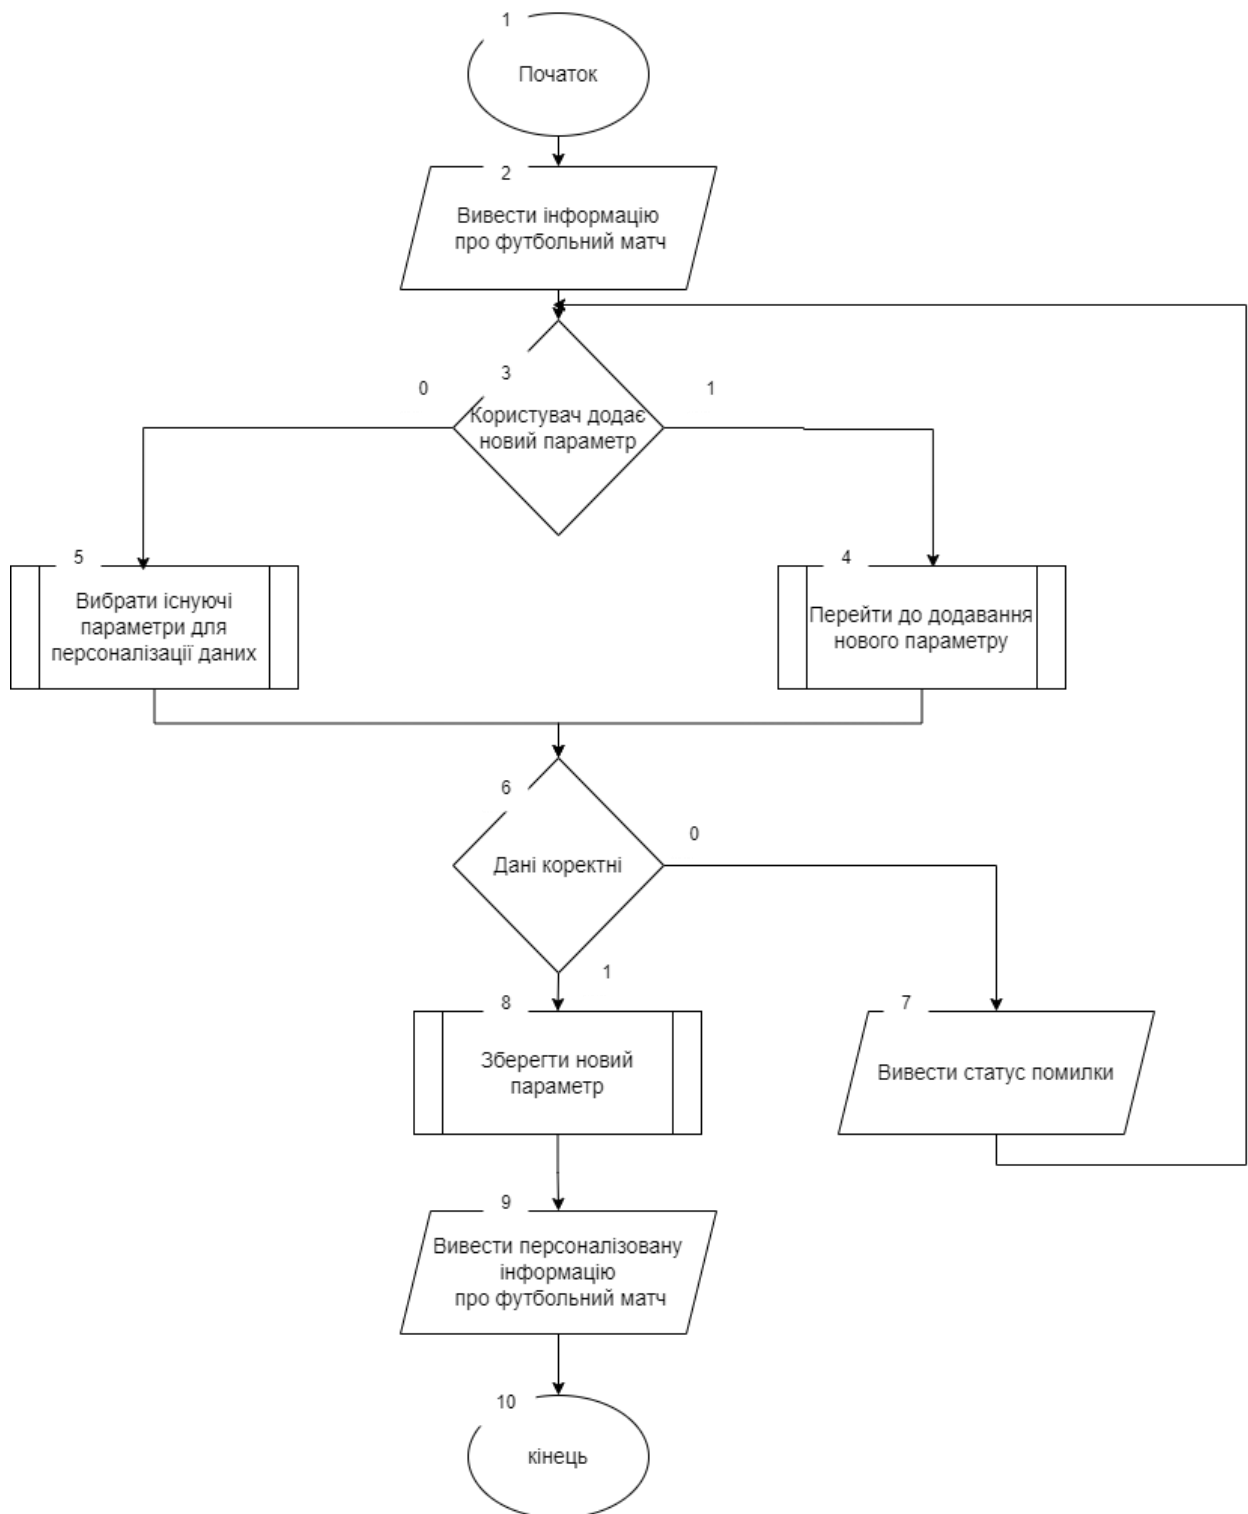 1
Початок
2
Вивести інформацію
про футбольний матч
3
0
1
Користувач додає
новий параметр
5
4
Вибрати існуючі
параметри для
персоналізації даних
Перейти до додавання
нового параметру
6
0
Дані коректні
1
8
7
Зберегти новий
параметр
Вивести статус помилки
9
Вивести персоналізовану
інформацію
про футбольний матч
10
кінець